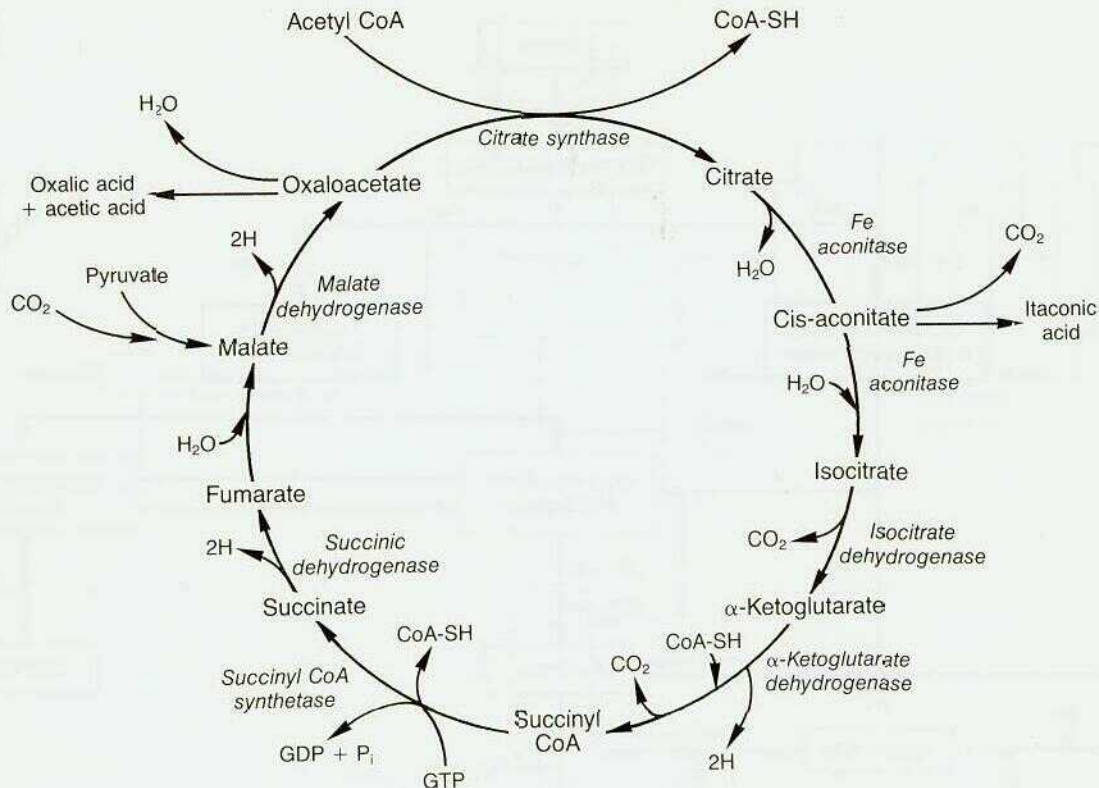 Acetyl CoA
CoA-SH
H₂O
Citrate synthase
Oxalic acid
+ acetic acid
Oxaloacetate
Citrate
2H
Fe
aconitase
H₂O
CO₂
Pyruvate
Malate
dehydrogenase
CO₂
Cis-aconitate
Itaconic
acid
Malate
Fe
aconitase
H₂O
H₂O
Isocitrate
Fumarate
CO₂
Isocitrate
dehydrogenase
2H
Succinic
dehydrogenase
Succinate
α-Ketoglutarate
CoA-SH
CoA-SH
CO₂
α-Ketoglutarate
dehydrogenase
Succinyl CoA
synthetase
Succinyl
CoA
GDP + Pᵢ
GTP
2H